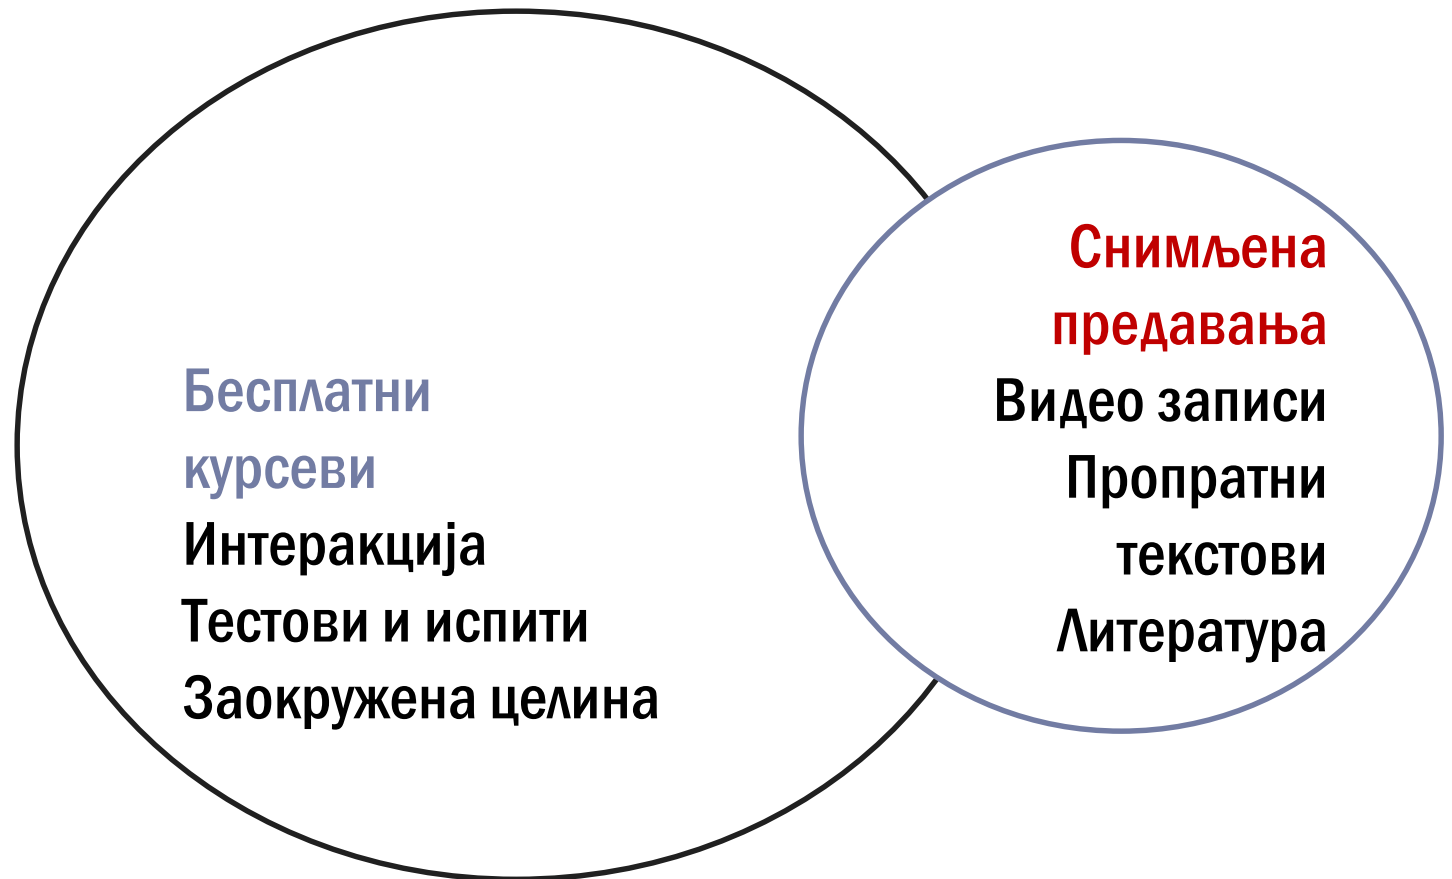 Бесплатни
курсеви
Интеракција
Тестови и испити
Заокружена целина
Снимљена
предавања
Видео записи
Пропратни
текстови
Литература